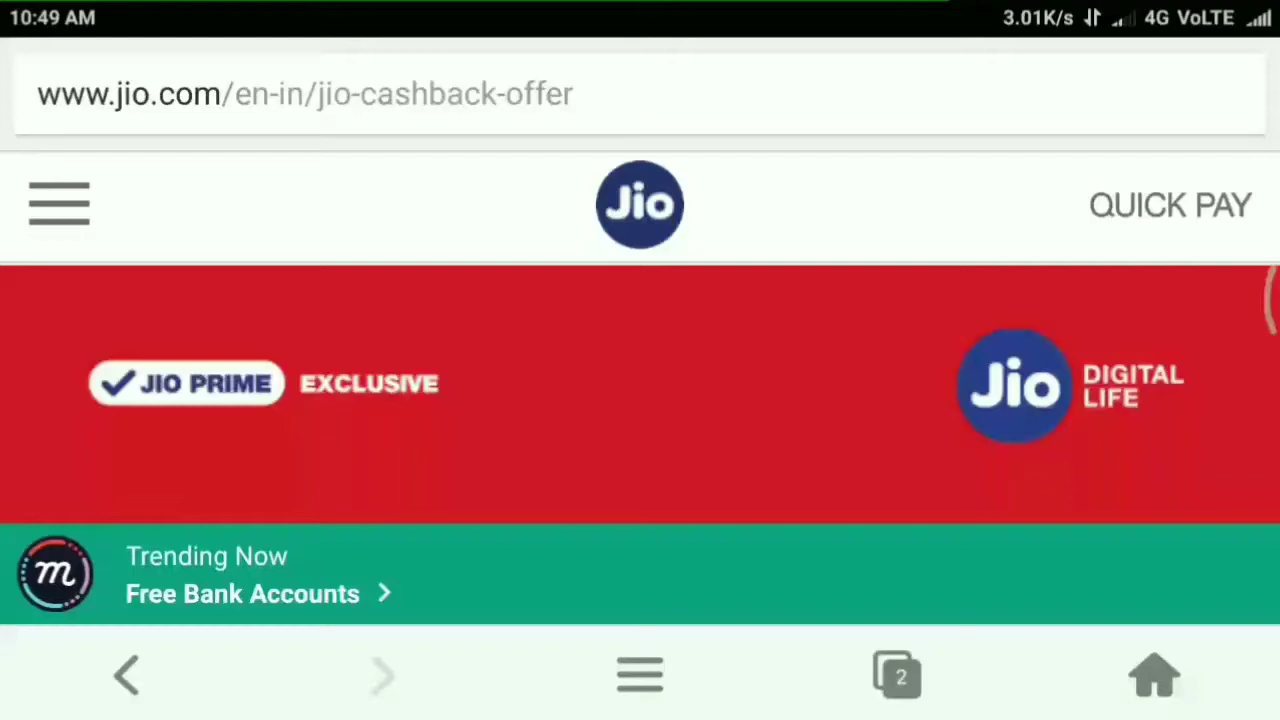 10:49 AM
3.01K/s 4G VoLTE
www.jio.com/en-in/jio-cashback-offer
Jio
QUICK PAY
JIO PRIME EXCLUSIVE
Jio DIGITAL
LIFE
m
Trending Now
Free Bank Accounts
2